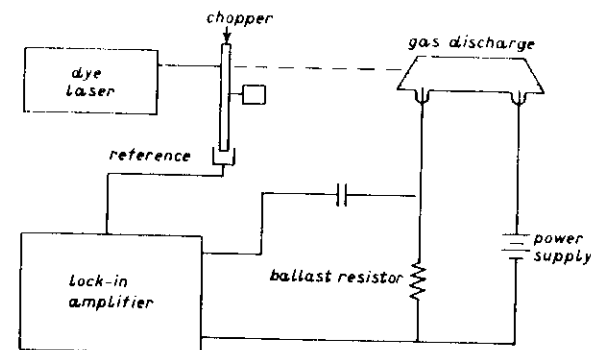 chopper
gas discharge
dye
laser
reference
lock-in
amplifier
ballast resistor
power
supply